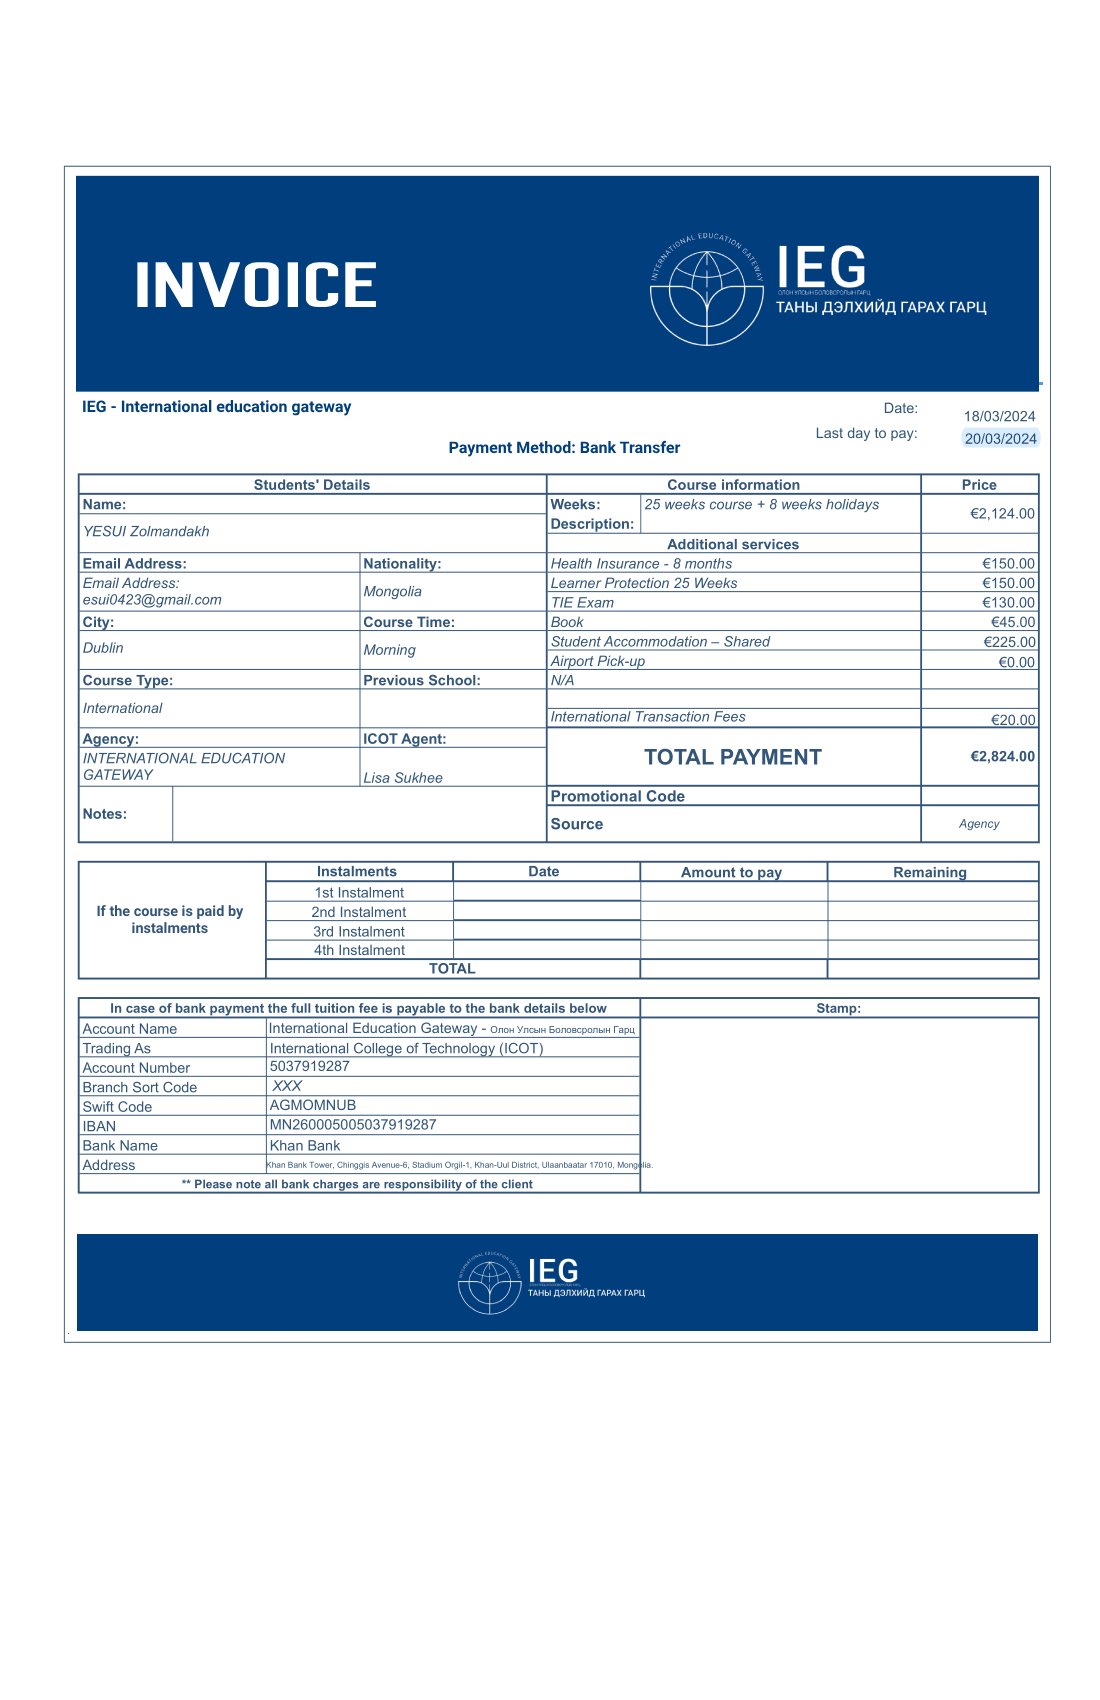 INVOICE
INTERNATIONAL EDUCATION GATEWAY
IEG
ОЛОН УЛСЫН БОЛОВСРОЛЫН ГАРЦ
ТАНЫ ДЭЛХИЙД ГАРАХ ГАРЦ
IEG - International education gateway
Date: 18/03/2024
Last day to pay: 20/03/2024
Payment Method: Bank Transfer
Students' Details Course information Price
Name: Weeks: 25 weeks course + 8 weeks holidays €2,124.00
YESUI Zolmandakh Description:
Additional services
Email Address: Nationality: Health Insurance - 8 months €150.00
Email Address: Mongolia Learner Protection 25 Weeks €150.00
esui0423@gmail.com TIE Exam €130.00
City: Course Time: Book €45.00
Dublin Morning Student Accommodation – Shared €225.00
Airport Pick-up €0.00
Course Type: Previous School: N/A
International
International Transaction Fees €20.00
Agency: ICOT Agent:
INTERNATIONAL EDUCATION TOTAL PAYMENT €2,824.00
GATEWAY Lisa Sukhee
Promotional Code
Notes: Source Agency
Instalments Date Amount to pay Remaining
1st Instalment
If the course is paid by 2nd Instalment
instalments 3rd Instalment
4th Instalment
TOTAL
In case of bank payment the full tuition fee is payable to the bank details below Stamp:
Account Name International Education Gateway - Олон Улсын Боловсролын Гарц
Trading As International College of Technology (ICOT)
Account Number 5037919287
Branch Sort Code XXX
Swift Code AGMOMNUB
IBAN MN260005005037919287
Bank Name Khan Bank
Address Khan Bank Tower, Chinggis Avenue-6, Stadium Orgil-1, Khan-Uul District, Ulaanbaatar 17010, Mongolia.
** Please note all bank charges are responsibility of the client
INTERNATIONAL EDUCATION GATEWAY
IEG
ТАНЫ ДЭЛХИЙД ГАРАХ ГАРЦ